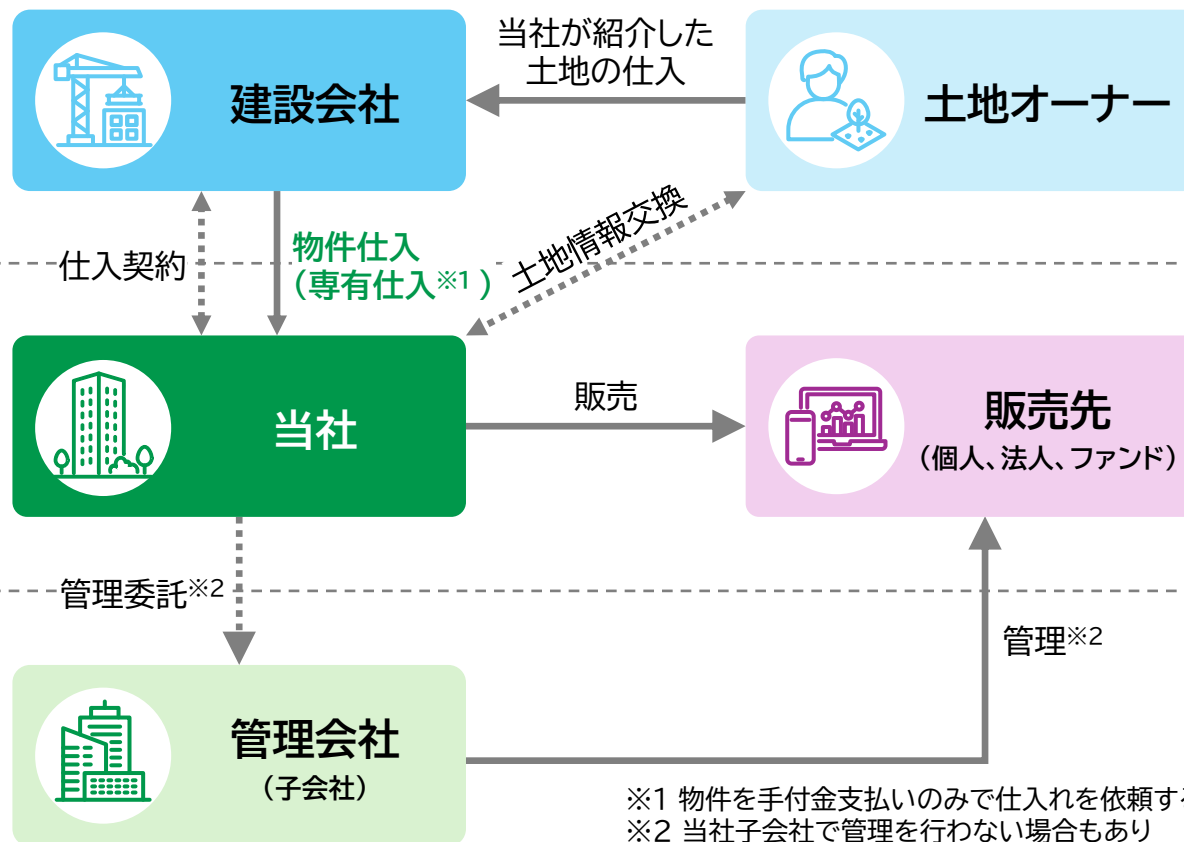 当社が紹介した
土地の仕入
建設会社
土地オーナー
仕入契約
物件仕入
（専有仕入※1）
土地情報交換
当社
販売
販売先
（個人、法人、ファンド）
管理委託※2
管理※2
管理会社
（子会社）
※1 物件を手付金支払いのみで仕入れを依頼す
※2 当社子会社で管理を行わない場合もあり